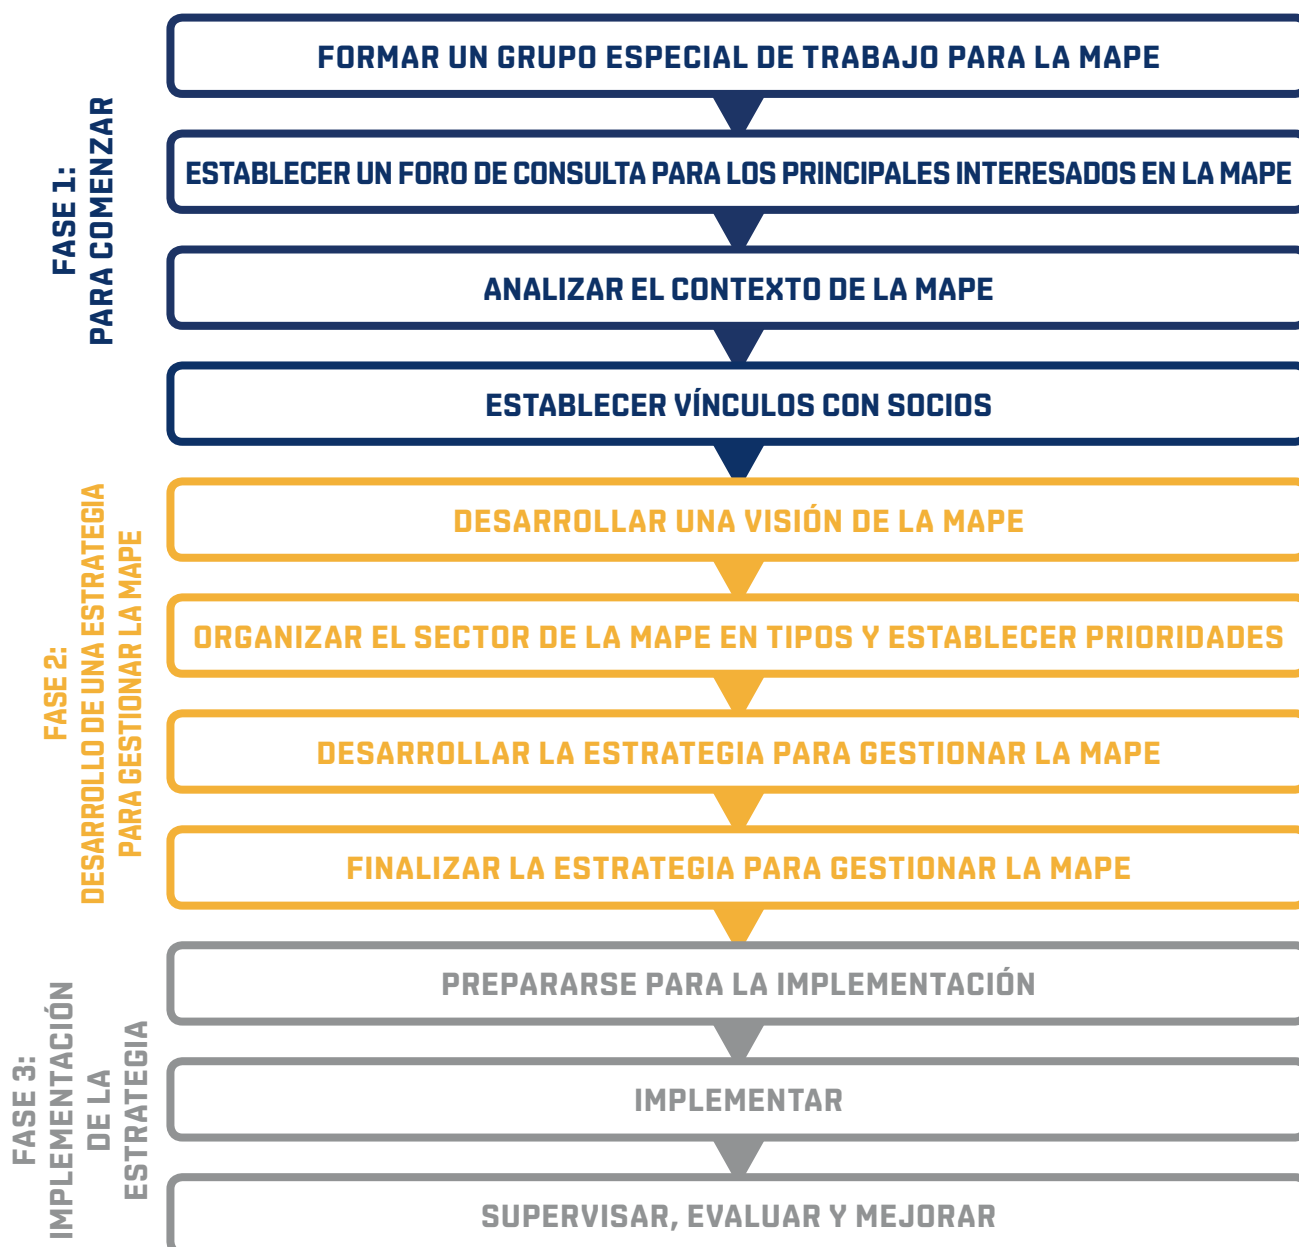 FASE 1:
PARA COMENZAR
FORMAR UN GRUPO ESPECIAL DE TRABAJO PARA LA MAPE
ESTABLECER UN FORO DE CONSULTA PARA LOS PRINCIPALES INTERESADOS EN LA MAPE
ANALIZAR EL CONTEXTO DE LA MAPE
ESTABLECER VÍNCULOS CON SOCIOS
FASE 2:
DESARROLLO DE UNA ESTRATEGIA
PARA GESTIONAR LA MAPE
DESARROLLAR UNA VISIÓN DE LA MAPE
ORGANIZAR EL SECTOR DE LA MAPE EN TIPOS Y ESTABLECER PRIORIDADES
DESARROLLAR LA ESTRATEGIA PARA GESTIONAR LA MAPE
FINALIZAR LA ESTRATEGIA PARA GESTIONAR LA MAPE
FASE 3:
IMPLEMENTACIÓN
DE LA
ESTRATEGIA
PREPARARSE PARA LA IMPLEMENTACIÓN
IMPLEMENTAR
SUPERVISAR, EVALUAR Y MEJORAR